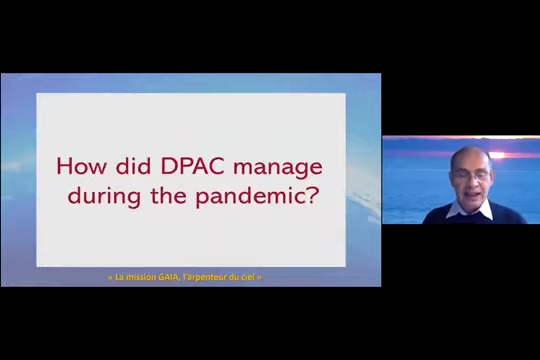 How did DPAC manage
during the pandemic?
« La mission GAIA, l'arpenteur du ciel »